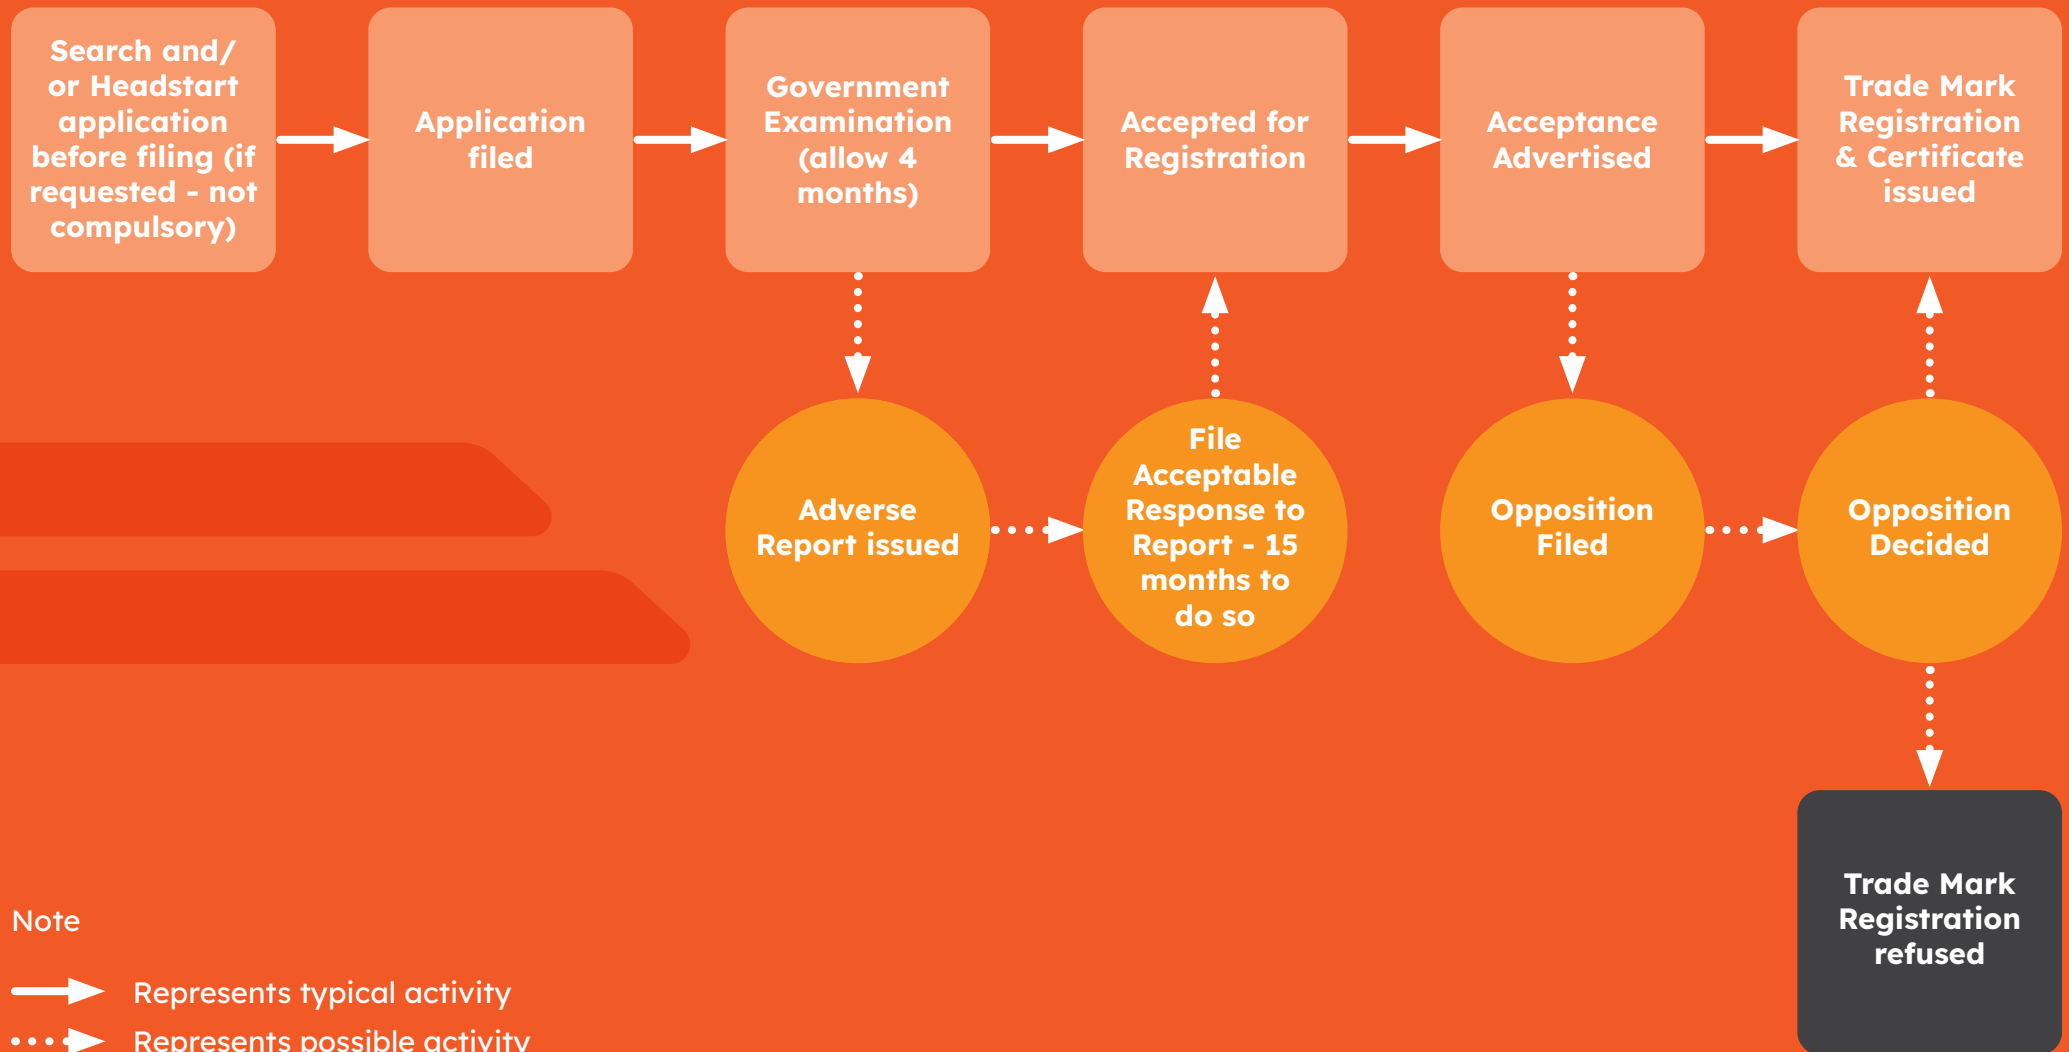 Search and/
or Headstart
application
before filing (if
requested - not
compulsory)
Application
filed
Government
Examination
(allow 4
months)
Accepted for
Registration
Acceptance
Advertised
Trade Mark
Registration
& Certificate
issued
Adverse
Report issued
File
Acceptable
Response to
Report - 15
months to
do so
Opposition
Filed
Opposition
Decided
Trade Mark
Registration
refused
Note
Represents typical activity
Represents possible activity